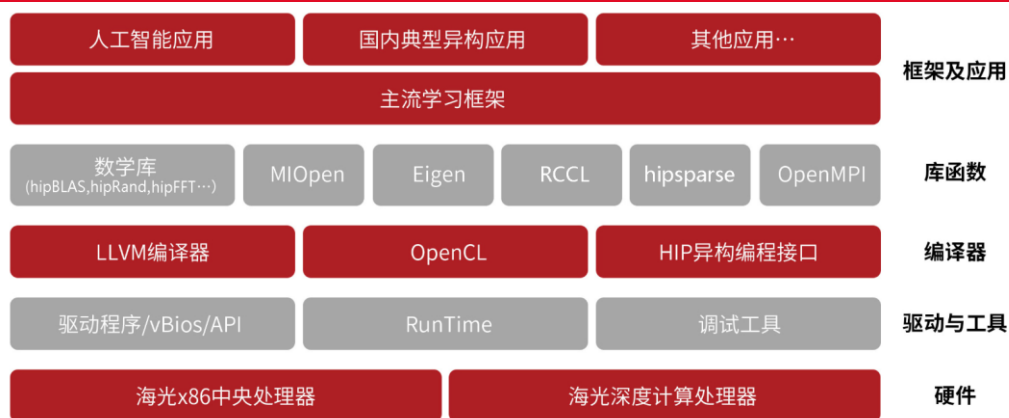 人工智能应用
国内典型异构应用
其他应用…
框架及应用
主流学习框架
数学库
(hipBLAS,hipRand,hipFFT…)
MIOpen
Eigen
RCCL
hipsparse
OpenMPI
库函数
LLVM编译器
OpenCL
HIP异构编程接口
编译器
驱动程序/vBios/API
RunTime
调试工具
驱动与工具
海光x86中央处理器
海光深度计算处理器
硬件